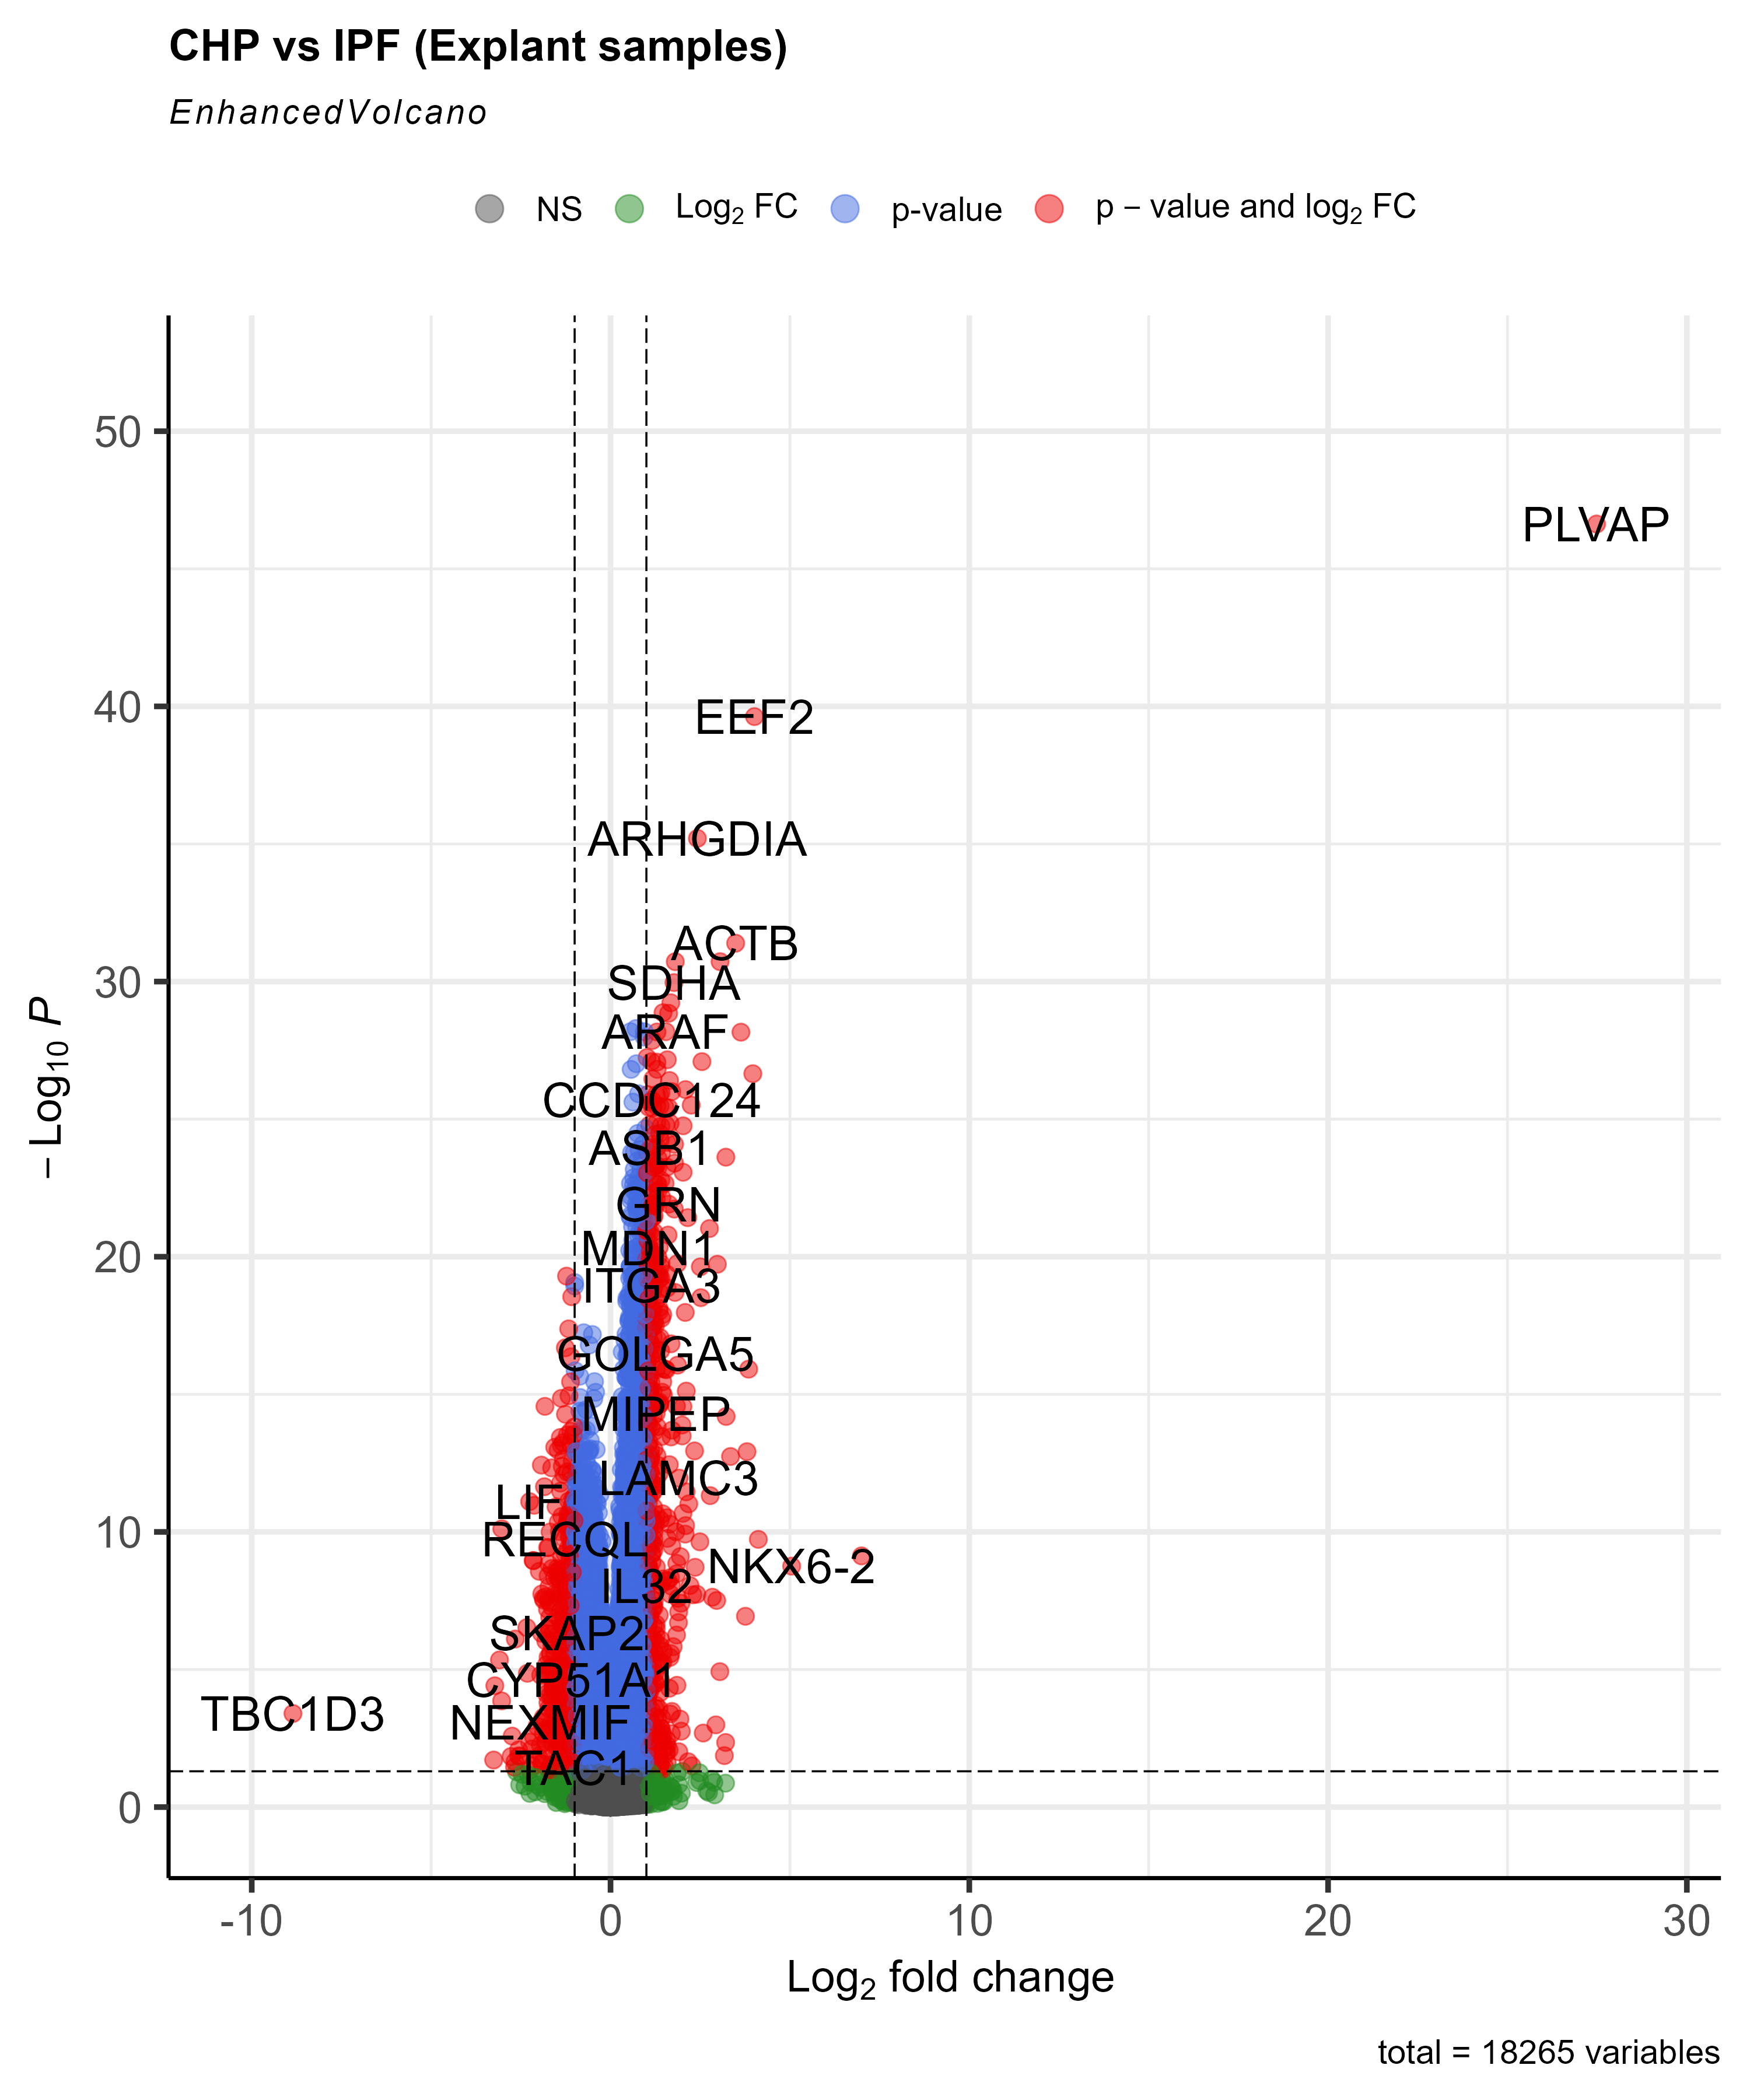 CHP vs IPF (Explant samples)
EnhancedVolcano
NS Log2 FC p-value p − value and log2 FC
50
PLVAP
40
EEF2
ARHGDIA
ACTB
30
SDHA
ARAF
CCDC124
ASB1
GRN
20
MDN1
ITGA3
GOLGA5
MIPEP
LAMC3
LIF
10
RECQL
NKX6-2
IL32
SKAP2
CYP51A1
TBC1D3
NEXMIF
TAC1
0
− Log10 P
-10 0 10 20 30
Log2 fold change
total = 18265 variables